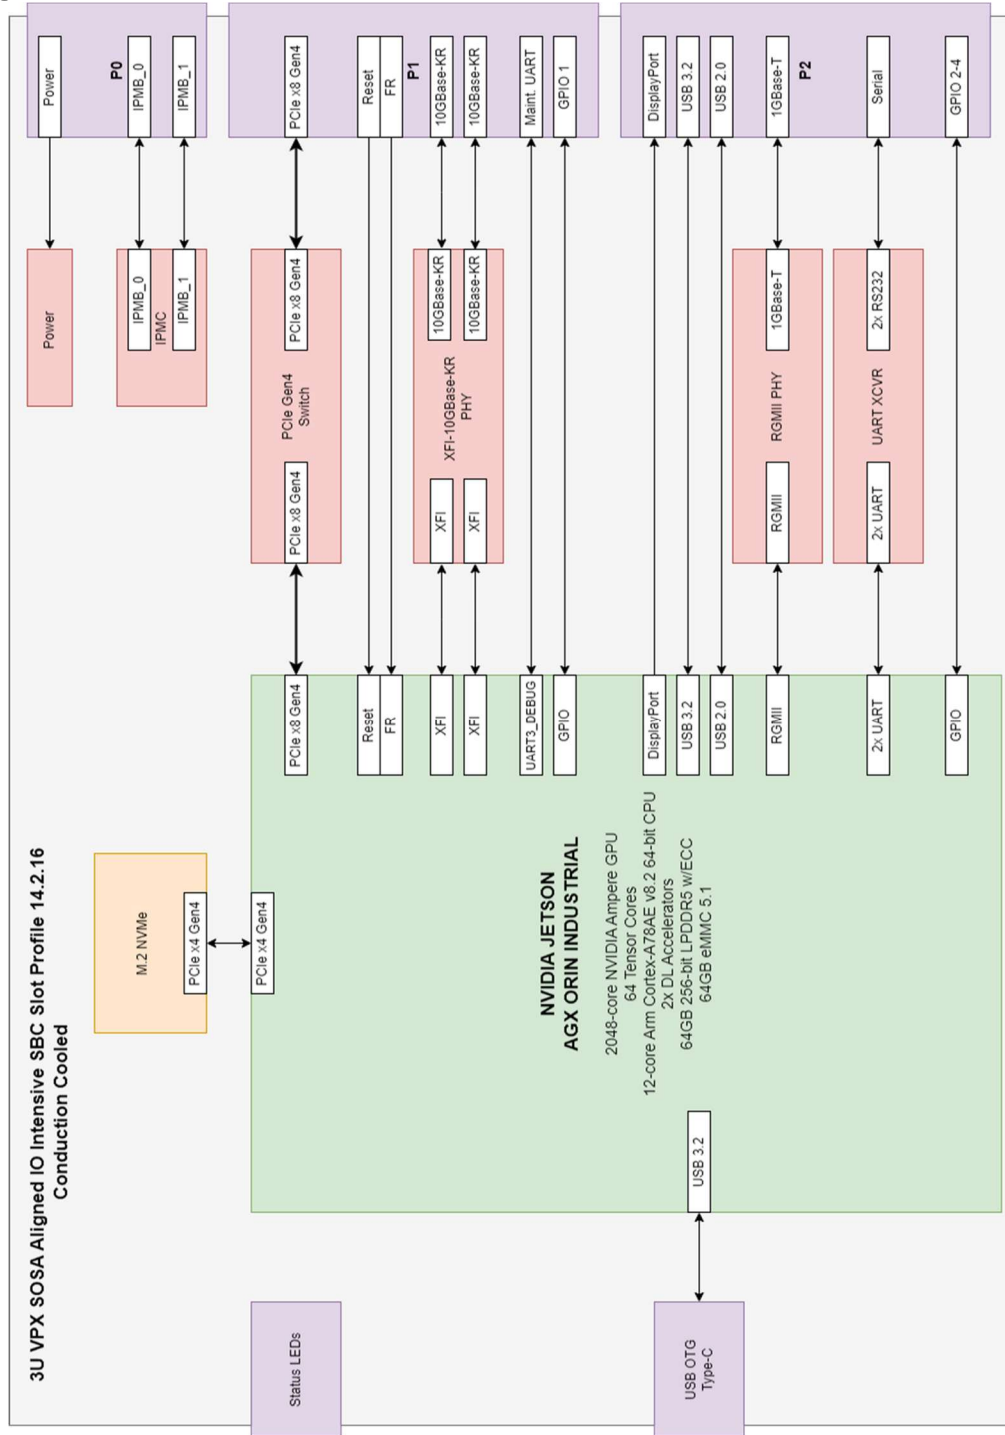 3U VPX SOSA Aligned IO Intensive SBC Slot Profile 14.2.16
Conduction Cooled
Status LEDs
USB OTG
Type-C
USB 3.2
M.2 NVMe
PCIe x4 Gen4
PCIe x4 Gen4
NVIDIA JETSON
AGX ORIN INDUSTRIAL
2048-core NVIDIA Ampere GPU
64 Tensor Cores
12-core Arm Cortex-A78AE v8.2 64-bit CPU
2x DL Accelerators
64GB 256-bit LPDDR5 w/ECC
64GB eMMC 5.1
PCIe x8 Gen4
Reset
FR
XFI
XFI
UART3_DEBUG
GPIO
DisplayPort
USB 3.2
USB 2.0
RGMII
2x UART
GPIO
Power
IPMB_0
IPMC
IPMB_1
PCIe x8 Gen4
PCIe Gen4
Switch
PCIe x8 Gen4
XFI
XFI
XFI-10GBase-KR
PHY
10GBase-KR
10GBase-KR
RGMII
RGMII PHY
1GBase-T
2x UART
UART XCVR
2x RS232
P0
Power
IPMB_0
IPMB_1
P1
PCIe x8 Gen4
Reset
FR
10GBase-KR
10GBase-KR
Maint. UART
GPIO 1
P2
DisplayPort
USB 3.2
USB 2.0
1GBase-T
Serial
GPIO 2-4